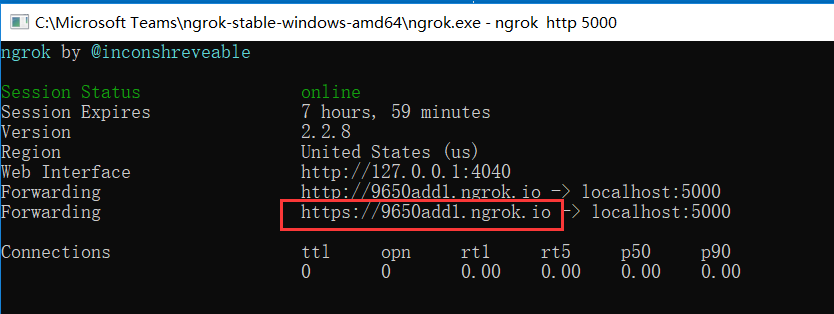 C:\Microsoft Teams\ngrok-stable-windows-amd64\ngrok.exe - ngrok  http 5000
ngrok by @inconshreveable
Session Status online
Session Expires 7 hours, 59 minutes
Version 2.2.8
Region United States (us)
Web Interface http://127.0.0.1:4040
Forwarding http://9650add1.ngrok.io -> localhost:5000
Forwarding https://9650add1.ngrok.io -> localhost:5000
Connections ttl opn rt1 rt5 p50 p90
0 0 0.00 0.00 0.00 0.00